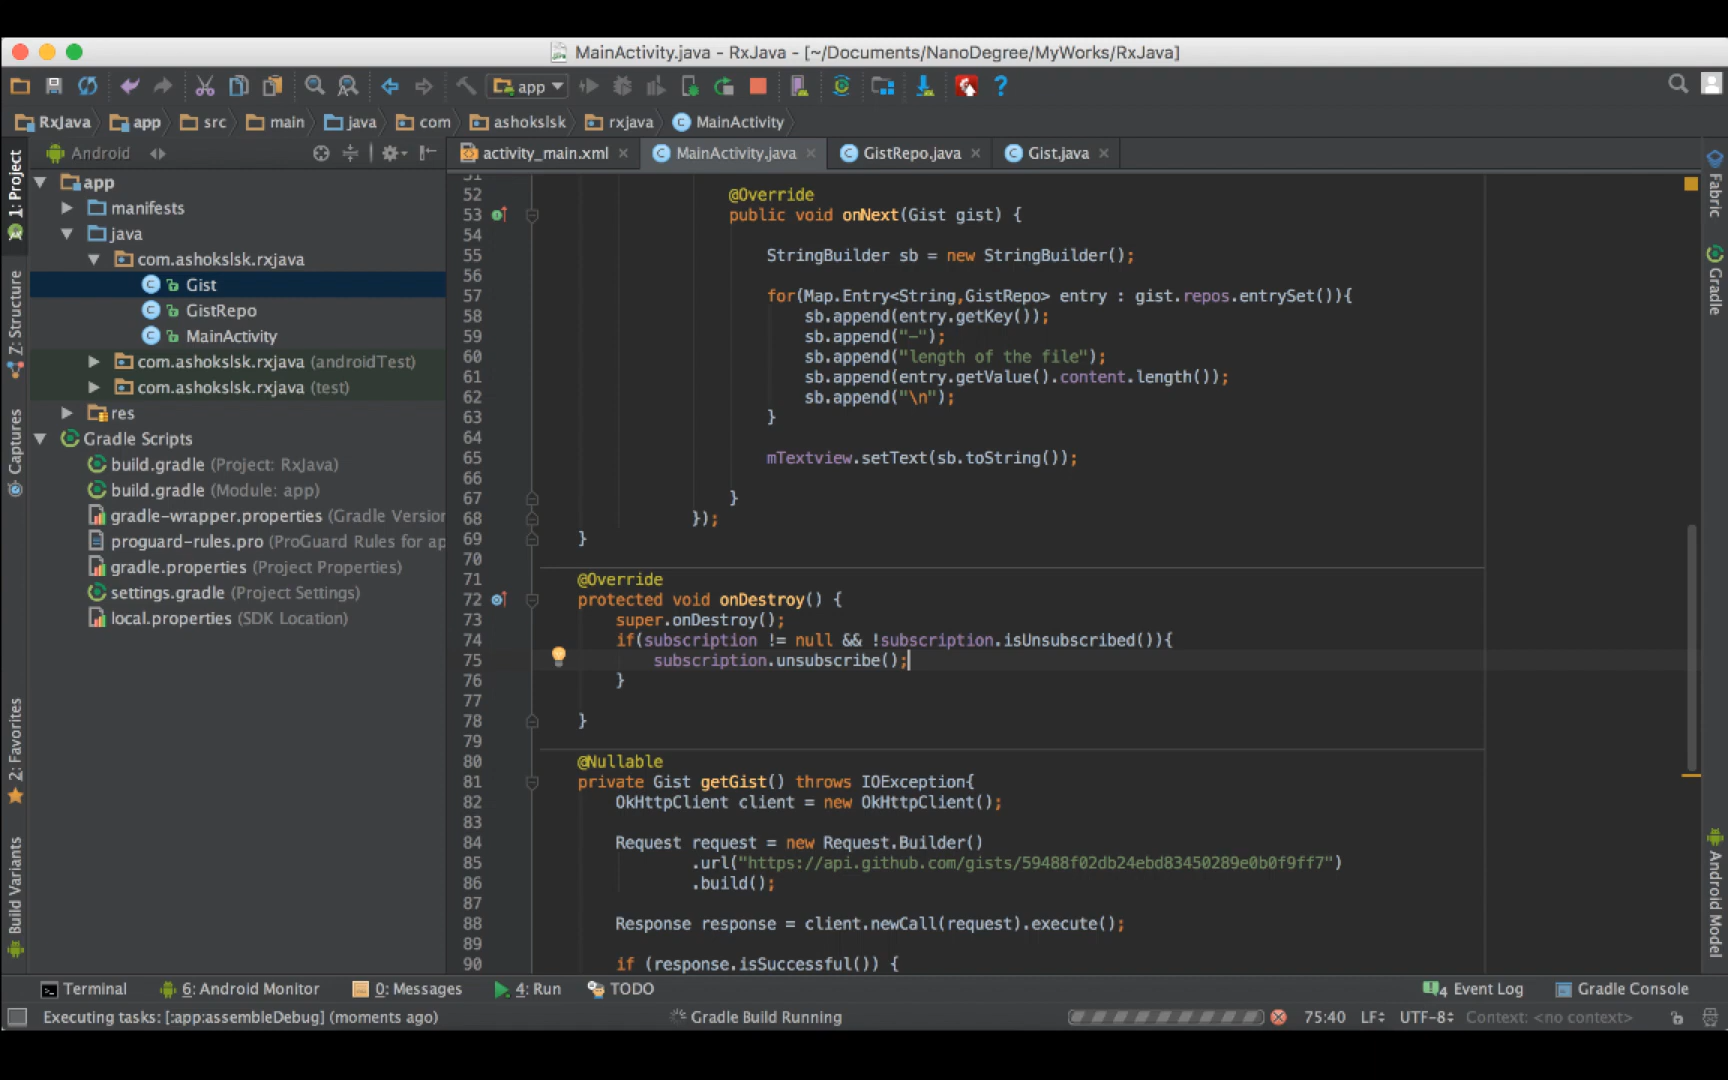 MainActivity.java - RxJava - [~/Documents/NanoDegree/MyWorks/RxJava]
app
RxJava app src main java com ashokslsk rxjava MainActivity
Android
activity_main.xml MainActivity.java GistRepo.java Gist.java
1: Project
Z: Structure
Captures
2: Favorites
Build Variants
app
manifests
java
com.ashokslsk.rxjava
Gist
GistRepo
MainActivity
com.ashokslsk.rxjava (androidTest)
com.ashokslsk.rxjava (test)
res
Gradle Scripts
build.gradle (Project: RxJava)
build.gradle (Module: app)
gradle-wrapper.properties (Gradle Version
proguard-rules.pro (ProGuard Rules for ap
gradle.properties (Project Properties)
settings.gradle (Project Settings)
local.properties (SDK Location)
51
52 @Override
53 public void onNext(Gist gist) {
54
55 StringBuilder sb = new StringBuilder();
56
57 for(Map.Entry<String,GistRepo> entry : gist.repos.entrySet()){
58 sb.append(entry.getKey());
59 sb.append("-");
60 sb.append("length of the file");
61 sb.append(entry.getValue().content.length());
62 sb.append("\n");
63 }
64
65 mTextview.setText(sb.toString());
66
67 }
68 });
69 }
70
71 @Override
72 protected void onDestroy() {
73 super.onDestroy();
74 if(subscription != null && !subscription.isUnsubscribed()){
75 subscription.unsubscribe();
76 }
77
78 }
79
80 @Nullable
81 private Gist getGist() throws IOException{
82 OkHttpClient client = new OkHttpClient();
83
84 Request request = new Request.Builder()
85 .url("https://api.github.com/gists/59488f02db24ebd83450289e0b0f9ff7")
86 .build();
87
88 Response response = client.newCall(request).execute();
89
90 if (response.isSuccessful()) {
Fabric
Gradle
Android Model
Terminal 6: Android Monitor 0: Messages 4: Run TODO 4 Event Log Gradle Console
Executing tasks: [:app:assembleDebug] (moments ago) Gradle Build Running 75:40 LF UTF-8 Context: <no context>